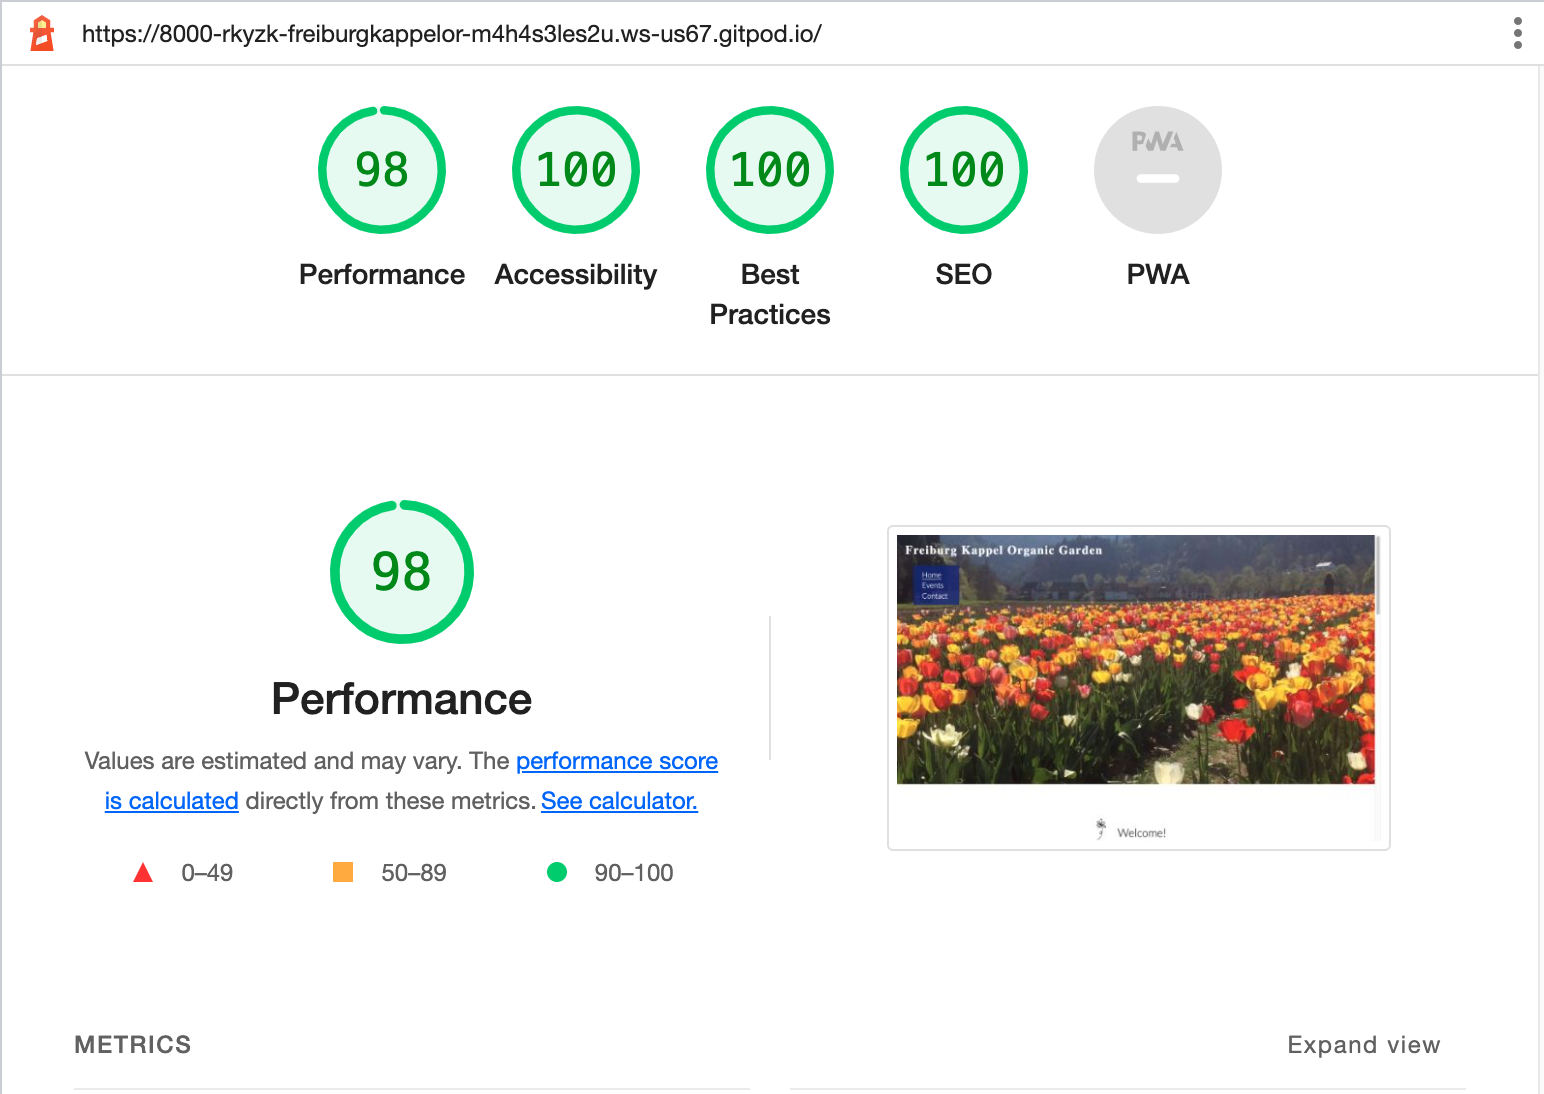 https://8000-rkyzk-freiburgkappelor-m4h4s3les2u.ws-us67.gitpod.io/
98
100
100
100
PWA
Performance
Accessibility
Best
Practices
SEO
PWA
98
Performance
Values are estimated and may vary. The performance score
is calculated directly from these metrics. See calculator.
0–49
50–89
90–100
Freiburg Kappel Organic Garden
Home
Events
Contact
Welcome!
METRICS
Expand view